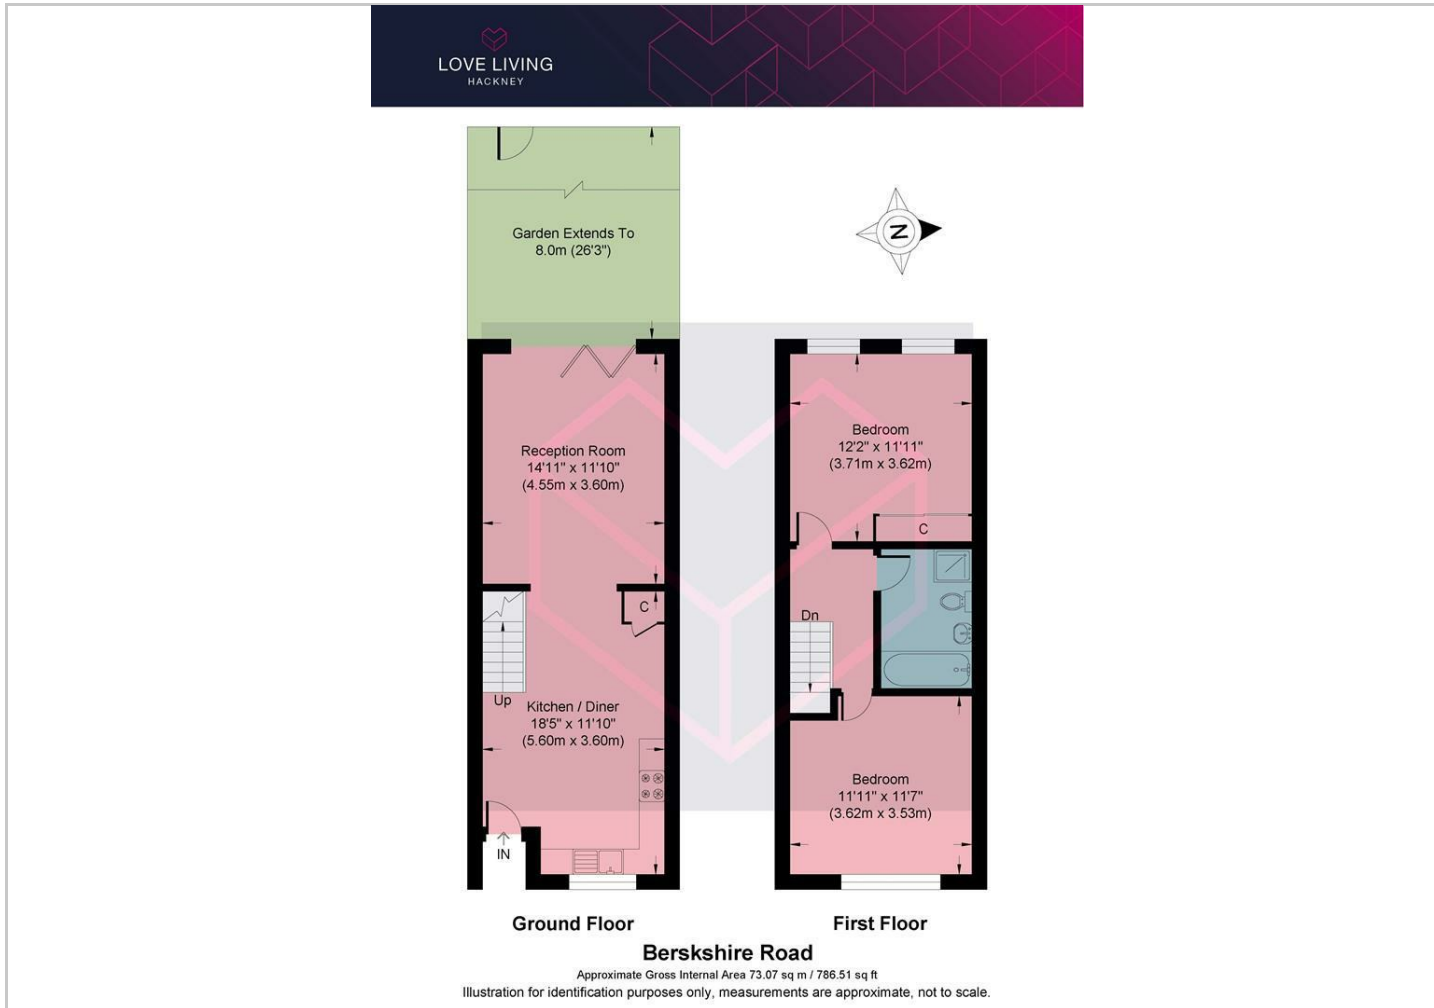 LOVE LIVING
HACKNEY
Garden Extends To
8.0m (26'3")
N
Reception Room
14'11" x 11'10"
(4.55m x 3.60m)
C
Up
Kitchen / Diner
18'5" x 11'10"
(5.60m x 3.60m)
IN
Bedroom
12'2" x 11'11"
(3.71m x 3.62m)
C
Dn
Bedroom
11'11" x 11'7"
(3.62m x 3.53m)
Ground Floor
First Floor
Berskshire Road
Approximate Gross Internal Area 73.07 sq m / 786.51 sq ft
Illustration for identification purposes only, measurements are approximate, not to scale.